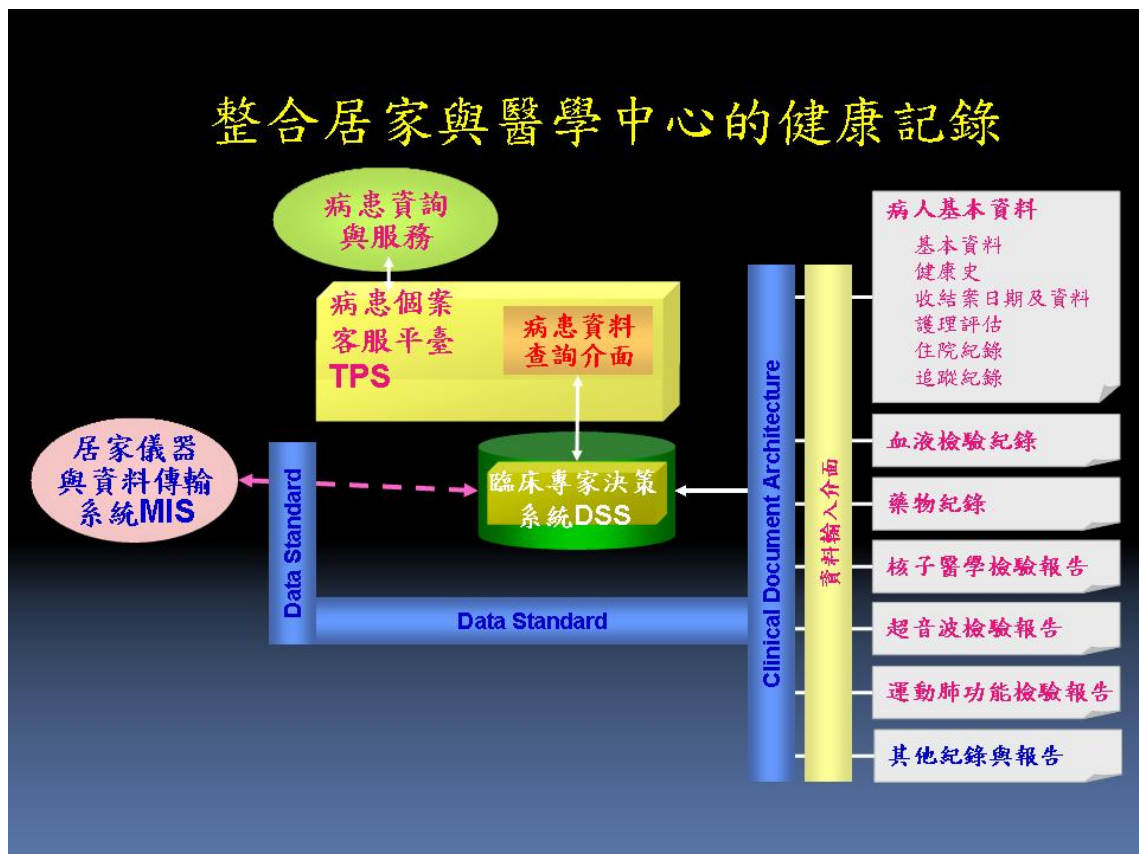 整合居家與醫學中心的健康記錄
病患資詢
與服務
病患個案
客服平臺
TPS
病患資料
查詢介面
居家儀器
與資料傳輸
系統MIS
Data Standard
臨床專家決策
系統DSS
Data Standard
Clinical Document Architecture
資料輸入介面
病人基本資料
基本資料
健康史
收結案日期及資料
護理評估
住院紀錄
追蹤紀錄
血液檢驗紀錄
藥物紀錄
核子醫學檢驗報告
超音波檢驗報告
運動肺功能檢驗報告
其他紀錄與報告